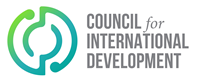 COUNCIL for
INTERNATIONAL
DEVELOPMENT